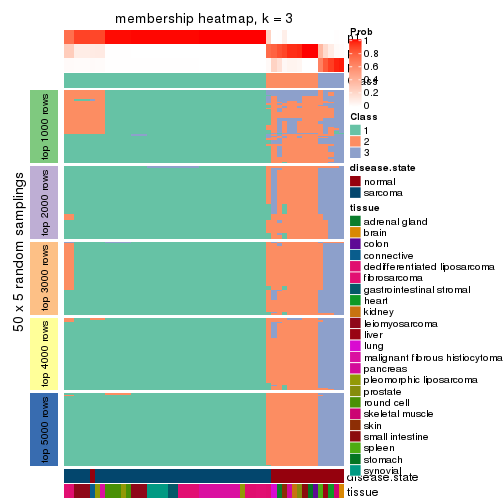 membership heatmap, k = 3
Prob
1
0.8
0.6
0.4
0.2
0
Class
1
2
3
disease.state
normal
sarcoma
tissue
adrenal gland
brain
colon
connective
dedifferentiated liposarcoma
fibrosarcoma
gastrointestinal stromal
heart
kidney
leiomyosarcoma
liver
lung
malignant fibrous histiocytoma
pancreas
pleomorphic liposarcoma
prostate
round cell
skeletal muscle
skin
small intestine
spleen
stomach
synovial
disease.state
tissue
50 x 5 random samplings
top 1000 rows
top 2000 rows
top 3000 rows
top 4000 rows
top 5000 rows